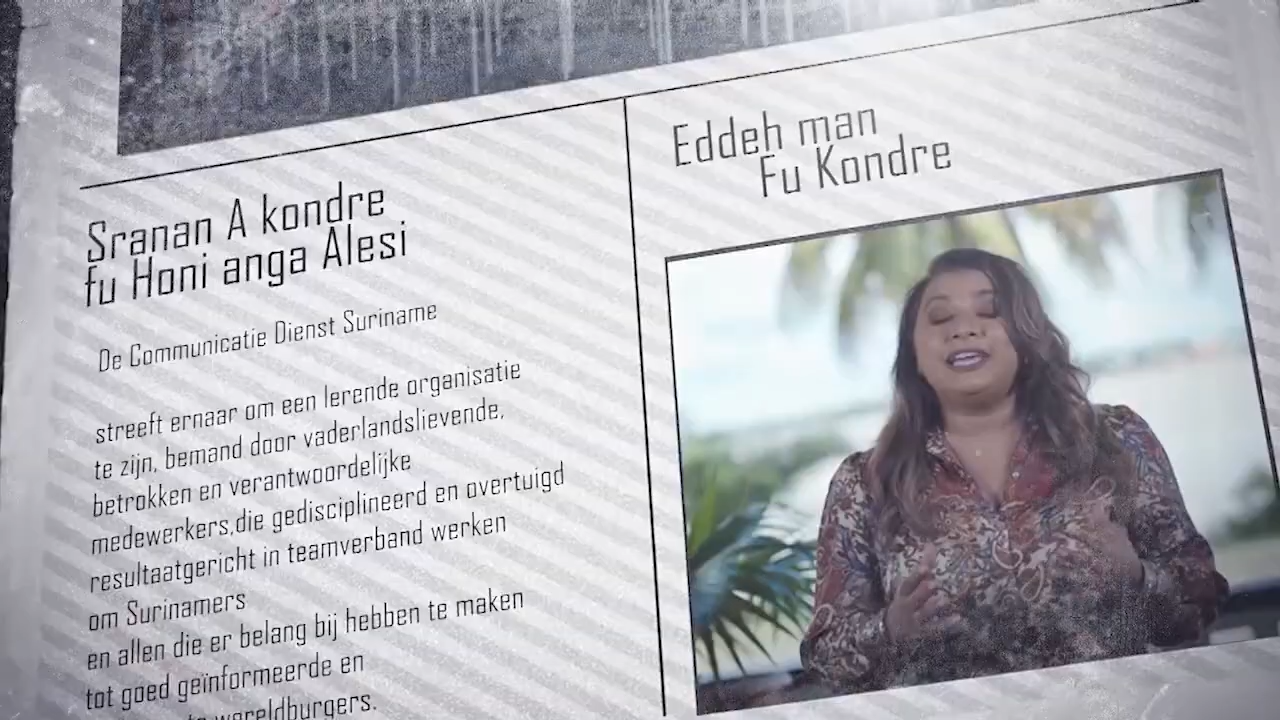 Sranan A kondre
fu Honi anga Alesi
De Communicatie Dienst Suriname
streeft ernaar om een lerende organisatie
te zijn, bemand door vaderlandslievende,
betrokken en verantwoordelijke
medewerkers,die gedisciplineerd en overtuigd
resultaatgericht in teamverband werken
om Surinamers
en allen die er belang bij hebben te maken
tot goed geïnformeerde en
wereldburgers.
Eddeh man
Fu Kondre